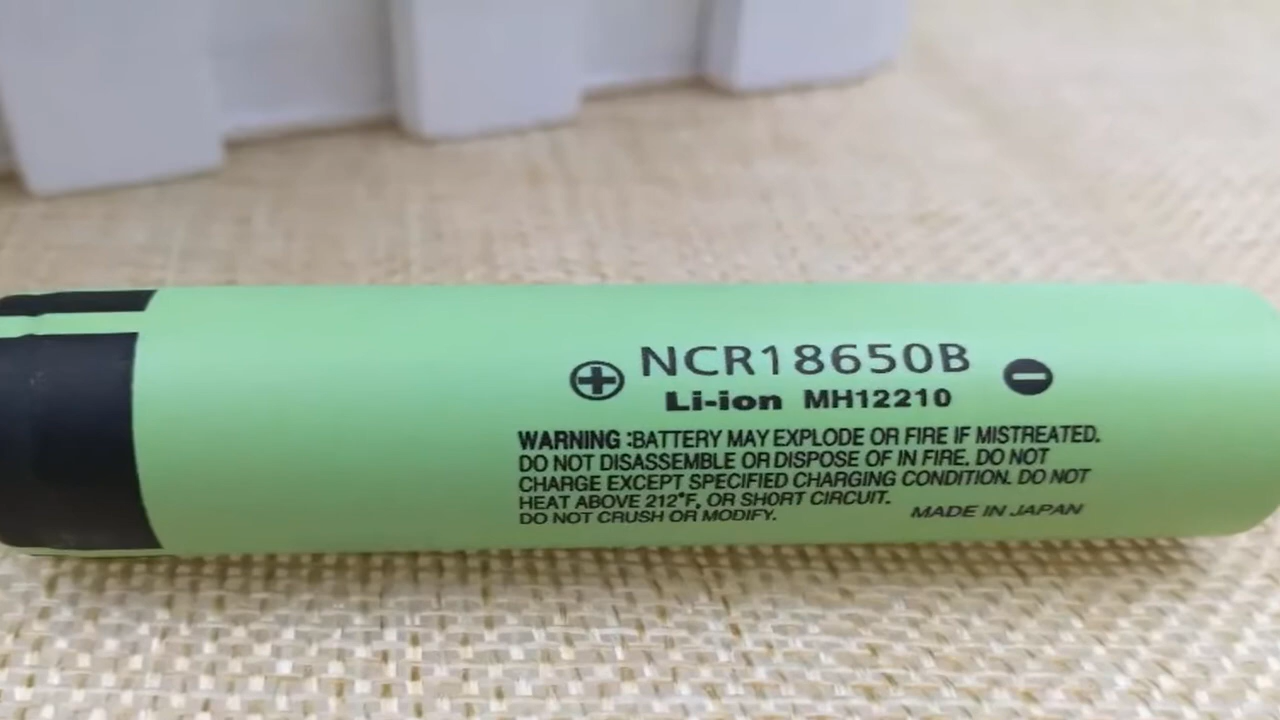 NCR18650B
Li-ion MH12210
WARNING :BATTERY MAY EXPLODE OR FIRE IF MISTREATED.
DO NOT DISASSEMBLE OR DISPOSE OF IN FIRE. DO NOT
CHARGE EXCEPT SPECIFIED CHARGING CONDITION. DO NOT
HEAT ABOVE 212°F, OR SHORT CIRCUIT.
DO NOT CRUSH OR MODIFY. MADE IN JAPAN